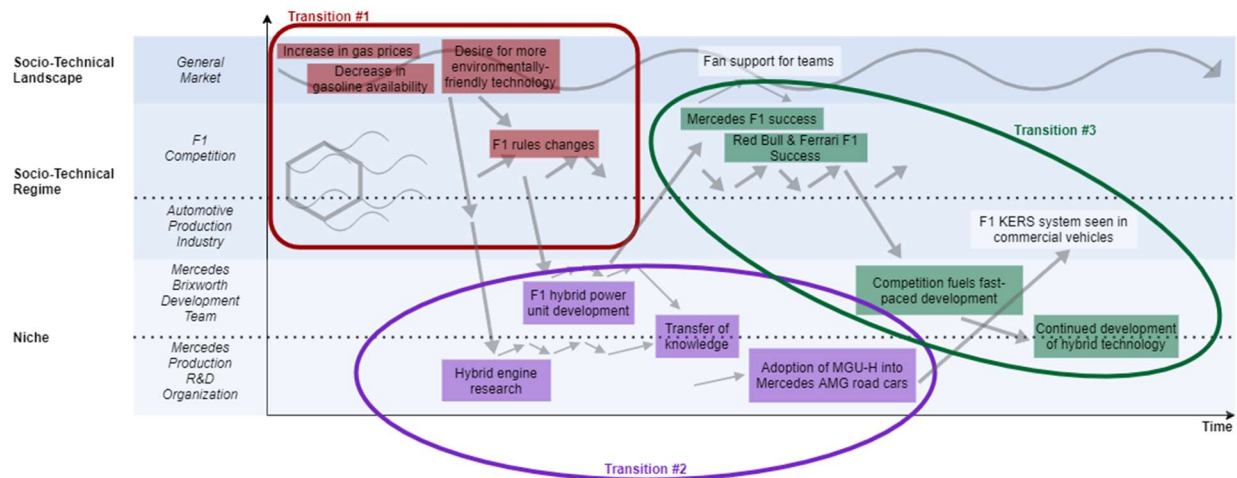 Transition #1
Socio-Technical
Landscape
General
Market
Increase in gas prices
Decrease in
gasoline availability
Desire for more
environmentally-
friendly technology
Fan support for teams
F1
Competition
F1 rules changes
Mercedes F1 success
Red Bull & Ferrari F1
Success
Transition #3
Socio-Technical
Regime
Automotive
Production
Industry
F1 KERS system seen in
commercial vehicles
Mercedes
Brixworth
Development
Team
F1 hybrid power
unit development
Competition fuels fast-
paced development
Niche
Transfer of
knowledge
Continued development
of hybrid technology
Mercedes
Production
R&D
Organization
Hybrid engine
research
Adoption of MGU-H into
Mercedes AMG road cars
Time
Transition #2